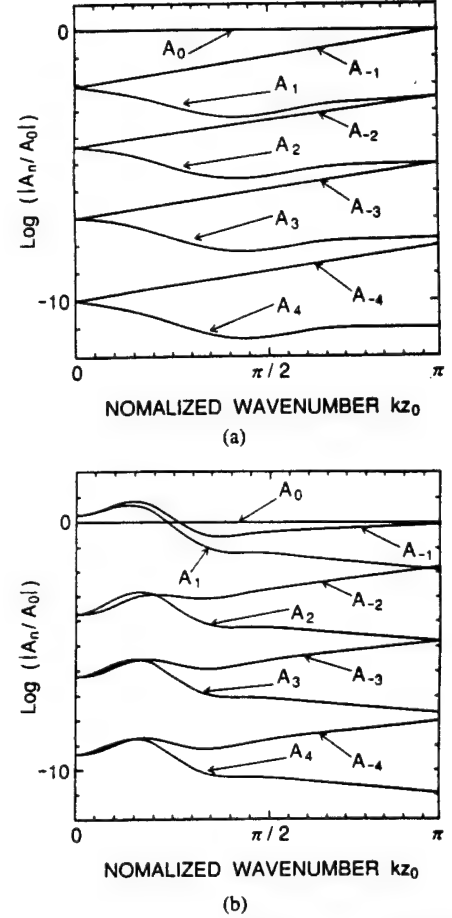 0
A0
A-1
A1
A-2
A2
A-3
A3
A-4
A4
-10
Log (|An/A0|)
0
π/2
π
NOMALIZED WAVENUMBER kz0
(a)
A0
0
A-1
A1
A-2
A2
A-3
A3
A4
A-4
-10
Log (|An/A0|)
0
π/2
π
NOMALIZED WAVENUMBER kz0
(b)